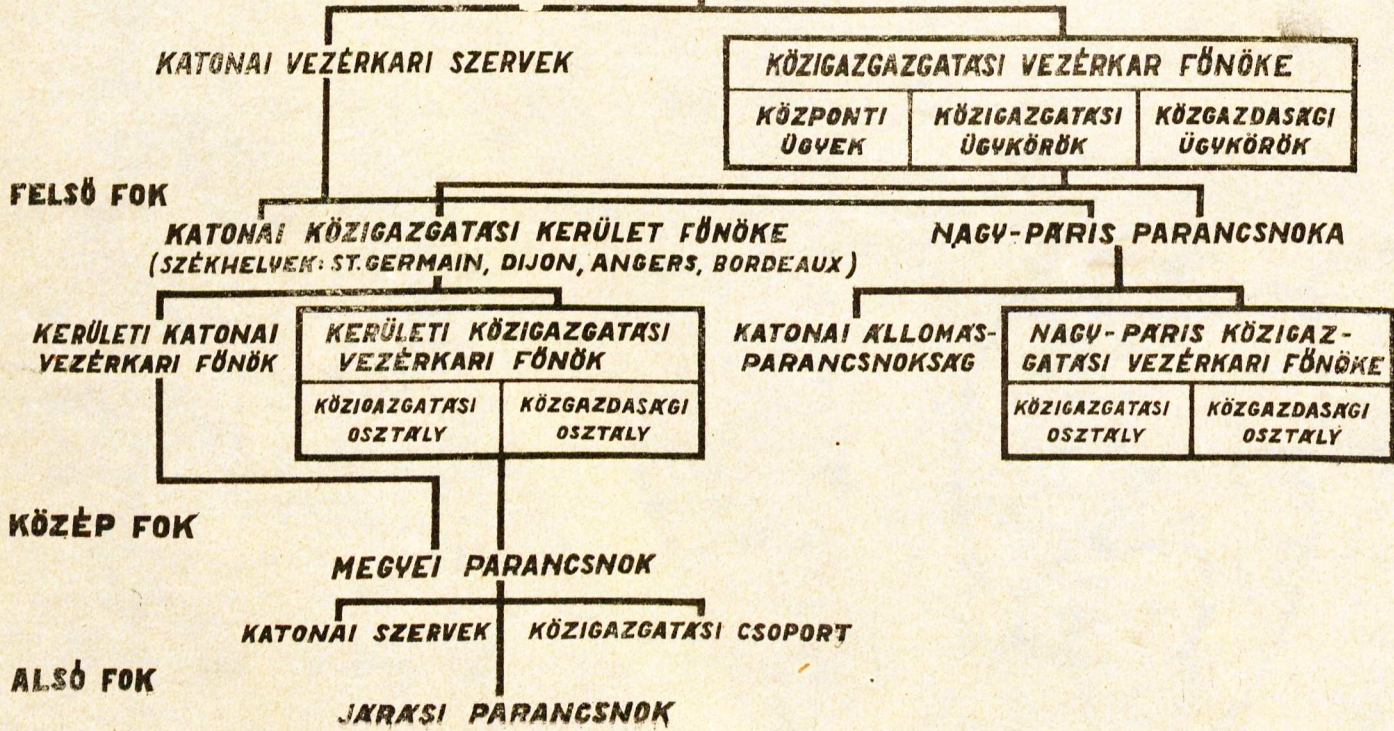 KATONAI VEZÉRKARI SZERVEK
KÖZIGAZGAZGATÁSI VEZÉRKAR FŐNÖKE
KÖZPONTI
ÜGYEK
KÖZIGAZGATÁSI
ÜGYKÖRÖK
KÖZGAZDASÁGI
ÜGYKÖRÖK
FELSŐ FOK
KATONAI KÖZIGAZGATÁSI KERÜLET FŐNÖKE
(SZÉKHELYEK: ST.GERMAIN, DIJON, ANGERS, BORDEAUX)
NAGY-PÁRIS PARANCSNOKA
KERÜLETI KATONAI
VEZÉRKARI FŐNÖK
KERÜLETI KÖZIGAZGATÁSI
VEZÉRKARI FŐNÖK
KÖZIGAZGATÁSI
OSZTÁLY
KÖZGAZDASÁGI
OSZTÁLY
KATONAI ÁLLOMÁS-
PARANCSNOKSÁG
NAGY-PÁRIS KÖZIGAZ-
GATÁSI VEZÉRKARI FŐNÖKE
KÖZIGAZGATÁSI
OSZTÁLY
KÖZGAZDASÁGI
OSZTÁLY
KÖZÉP FOK
MEGYEI PARANCSNOK
KATONAI SZERVEK
KÖZIGAZGATÁSI CSOPORT
ALSÓ FOK
JÁRÁSI PARANCSNOK